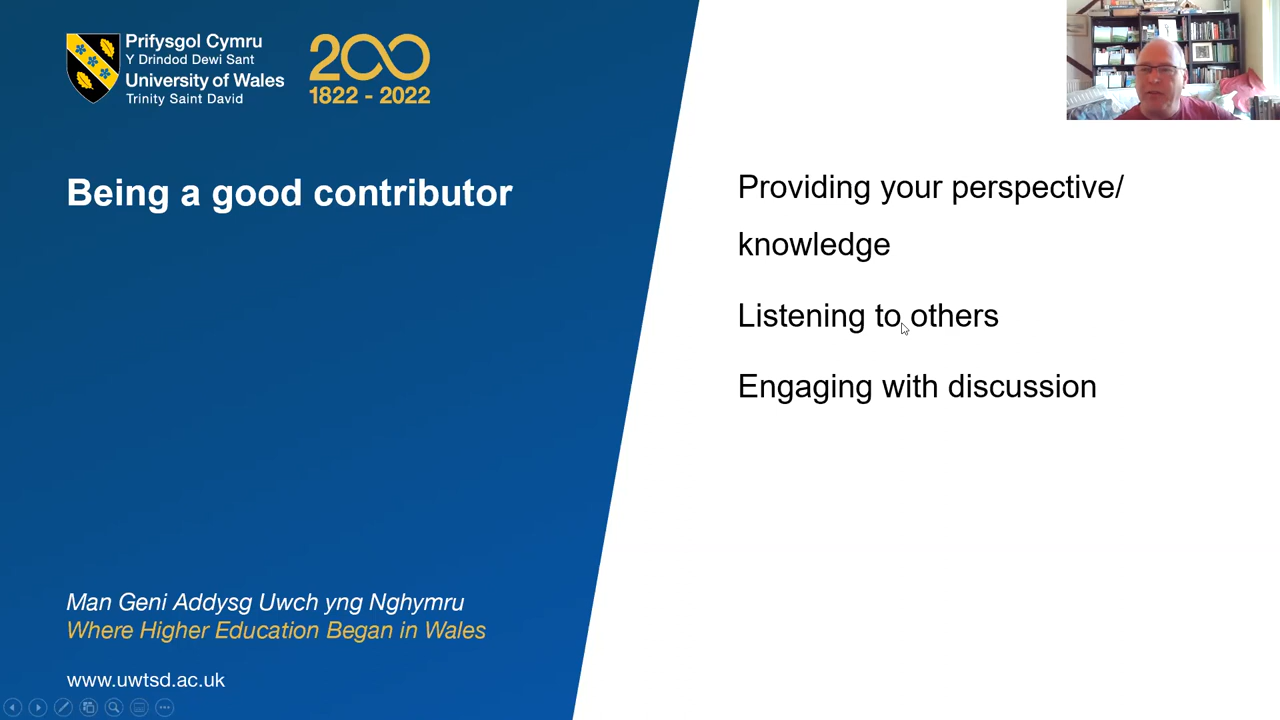 Prifysgol Cymru
Y Drindod Dewi Sant
University of Wales
Trinity Saint David
200
1822 - 2022
Being a good contributor
Providing your perspective/
knowledge
Listening to others
Engaging with discussion
Man Geni Addysg Uwch yng Nghymru
Where Higher Education Began in Wales
www.uwtsd.ac.uk